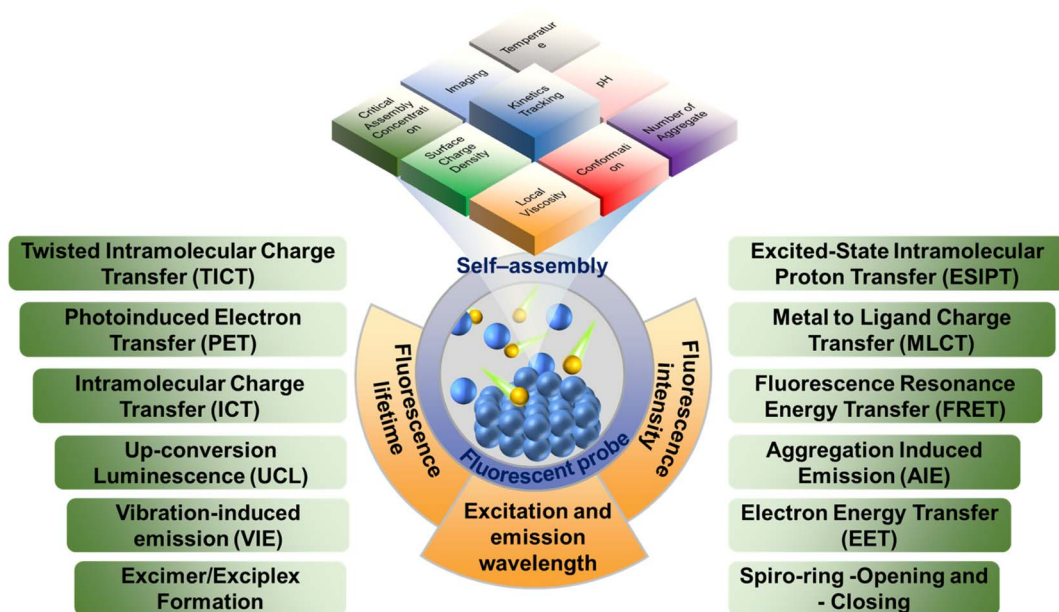 Temperatur
e
Imaging
Kinetics
Tracking
pH
Critical
Assembly
Concentrati
on
Surface
Charge
Density
Local
Viscosity
Conformati
on
Number of
Aggregate
Self–assembly
Fluorescent probe
Fluorescence
lifetime
Fluorescence
intensity
Excitation and
emission
wavelength
Twisted Intramolecular Charge
Transfer (TICT)
Photoinduced Electron
Transfer (PET)
Intramolecular Charge
Transfer (ICT)
Up-conversion
Luminescence (UCL)
Vibration-induced
emission (VIE)
Excimer/Exciplex
Formation
Excited-State Intramolecular
Proton Transfer (ESIPT)
Metal to Ligand Charge
Transfer (MLCT)
Fluorescence Resonance
Energy Transfer (FRET)
Aggregation Induced
Emission (AIE)
Electron Energy Transfer
(EET)
Spiro-ring -Opening and
- Closing